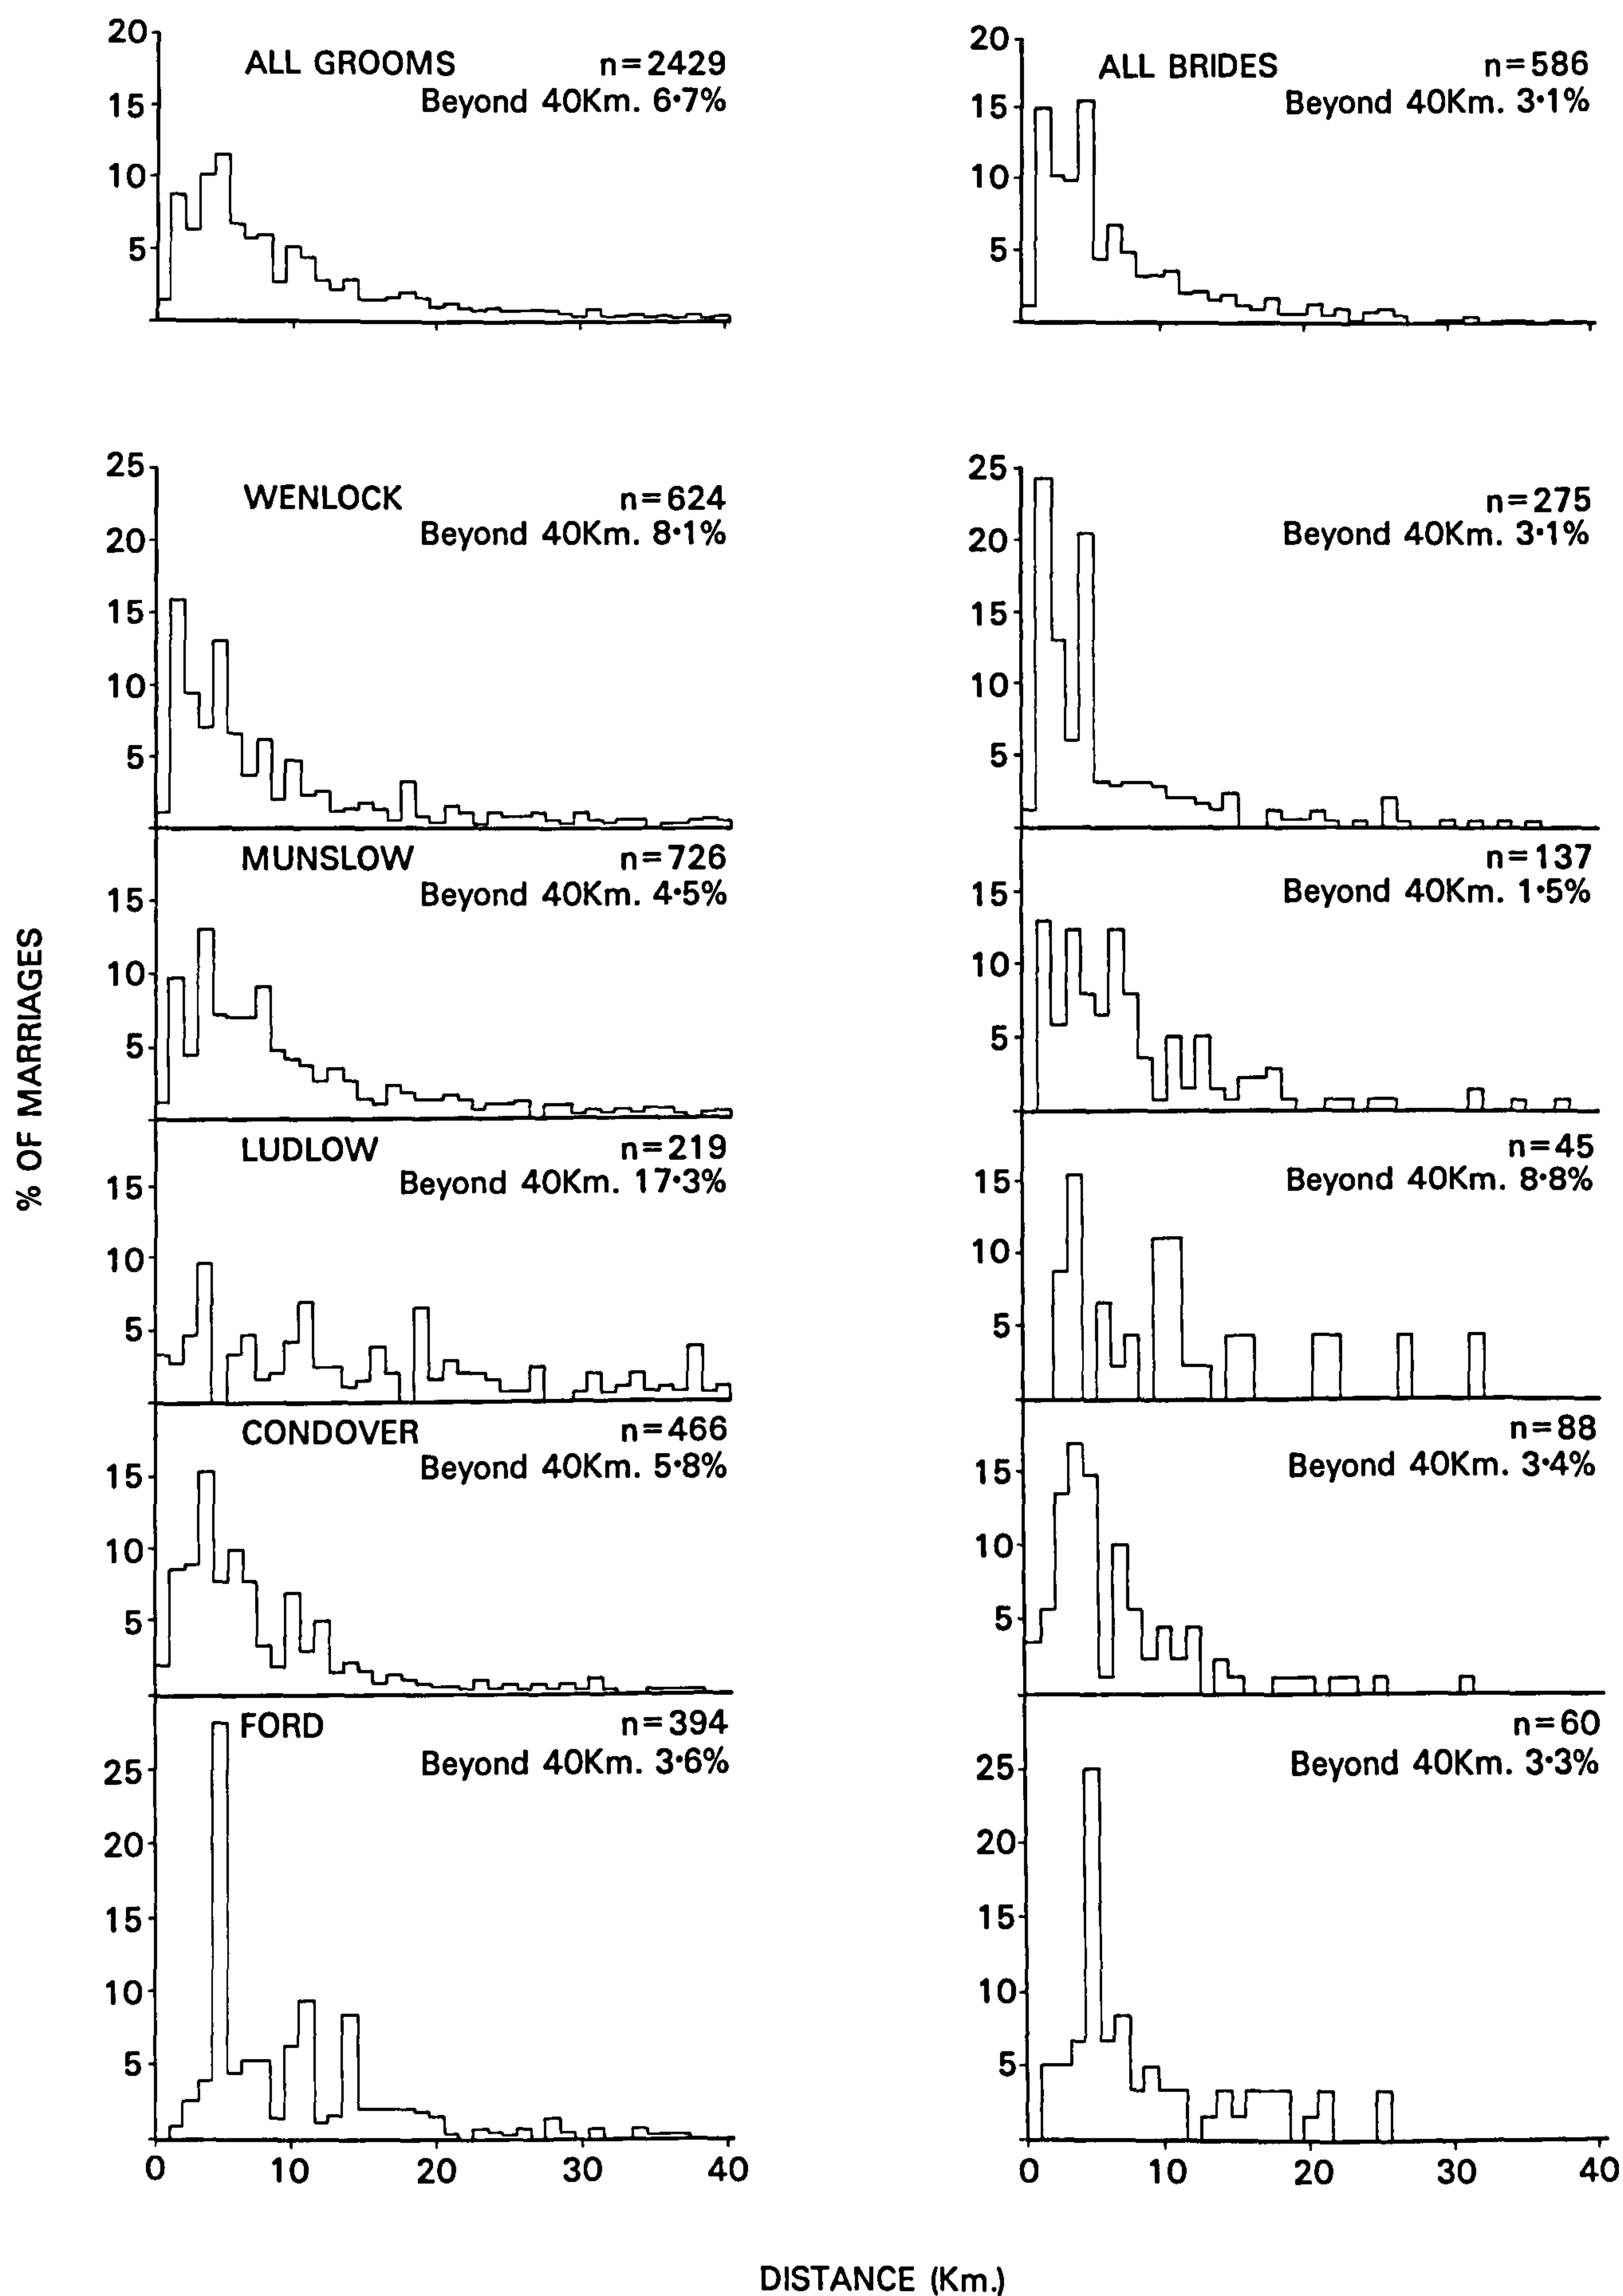 20
ALL GROOMS n=2429
Beyond 40Km. 6·7%
15
10
5
20
ALL BRIDES n=586
Beyond 40Km. 3·1%
15
10
5
25
WENLOCK n=624
Beyond 40Km. 8·1%
20
15
10
5
25
n=275
Beyond 40Km. 3·1%
20
15
10
5
MUNSLOW n=726
Beyond 40Km. 4·5%
15
10
5
n=137
Beyond 40Km. 1·5%
15
10
5
% OF MARRIAGES
LUDLOW n=219
Beyond 40Km. 17·3%
15
10
5
n=45
Beyond 40Km. 8·8%
15
10
5
CONDOVER n=466
Beyond 40Km. 5·8%
15
10
5
n=88
Beyond 40Km. 3·4%
15
10
5
FORD n=394
Beyond 40Km. 3·6%
25
20
15
10
5
0 10 20 30 40
n=60
Beyond 40Km. 3·3%
25
20
15
10
5
0 10 20 30 40
DISTANCE (Km.)